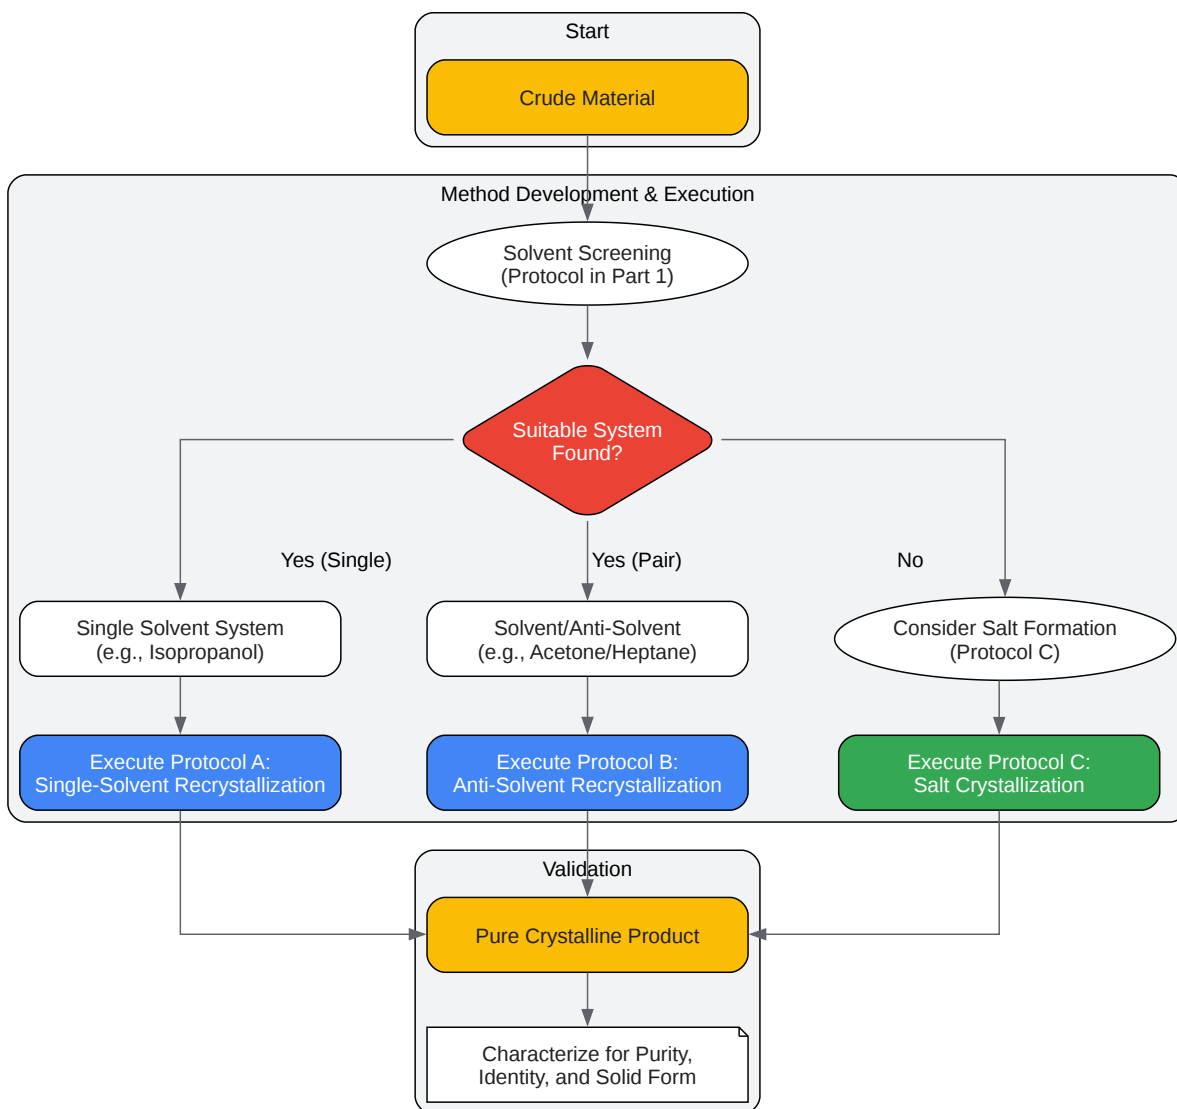 Start
Crude Material
Method Development & Execution
Solvent Screening
(Protocol in Part 1)
Suitable System
Found?
Yes (Single)
Yes (Pair)
No
Single Solvent System
(e.g., Isopropanol)
Solvent/Anti-Solvent
(e.g., Acetone/Heptane)
Consider Salt Formation
(Protocol C)
Execute Protocol A:
Single-Solvent Recrystallization
Execute Protocol B:
Anti-Solvent Recrystallization
Execute Protocol C:
Salt Crystallization
Validation
Pure Crystalline Product
Characterize for Purity,
Identity, and Solid Form